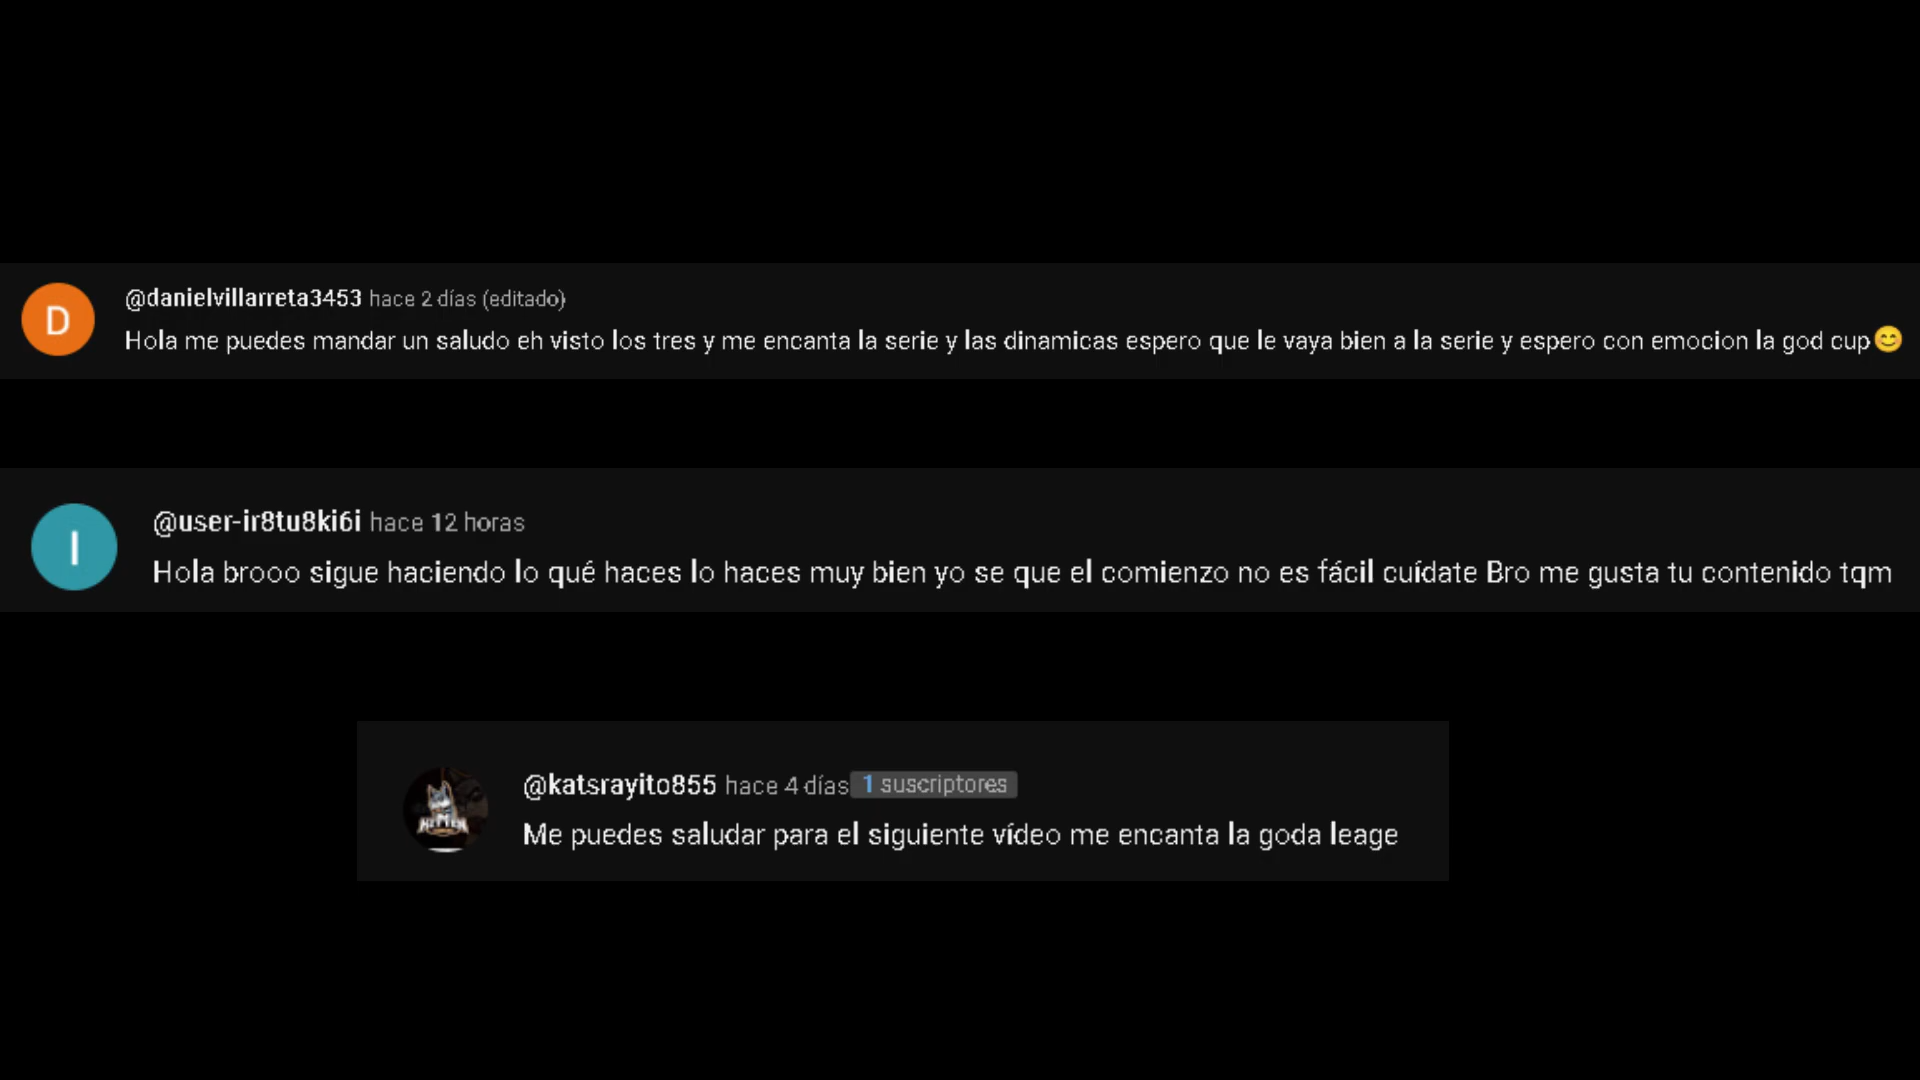 @danielvillarreta3453 hace 2 días (editado)
D
Hola me puedes mandar un saludo eh visto los tres y me encanta la serie y las dinamicas espero que le vaya bien a la serie y espero con emocion la god cup😊
@user-ir8tu8ki6i hace 12 horas
I
Hola brooo sigue haciendo lo qué haces lo haces muy bien yo se que el comienzo no es fácil cuídate Bro me gusta tu contenido tqm
@katsrayito855 hace 4 días 1 suscriptores
Me puedes saludar para el siguiente vídeo me encanta la goda leage